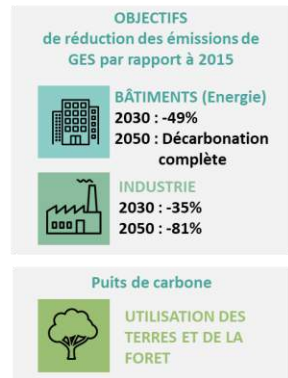 OBJECTIFS
de réduction des émissions de
GES par rapport à 2015
BÂTIMENTS (Energie)
2030 : -49%
2050 : Décarbonation
complète
INDUSTRIE
2030 : -35%
2050 : -81%
Puits de carbone
UTILISATION DES
TERRES ET DE LA
FORET